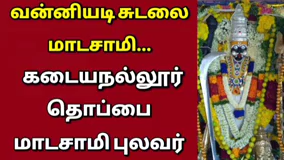 வன்னியடி சுடலை
மாடசாமி...
கடையநல்லூர்
தொப்பை
மாடசாமி புலவர்